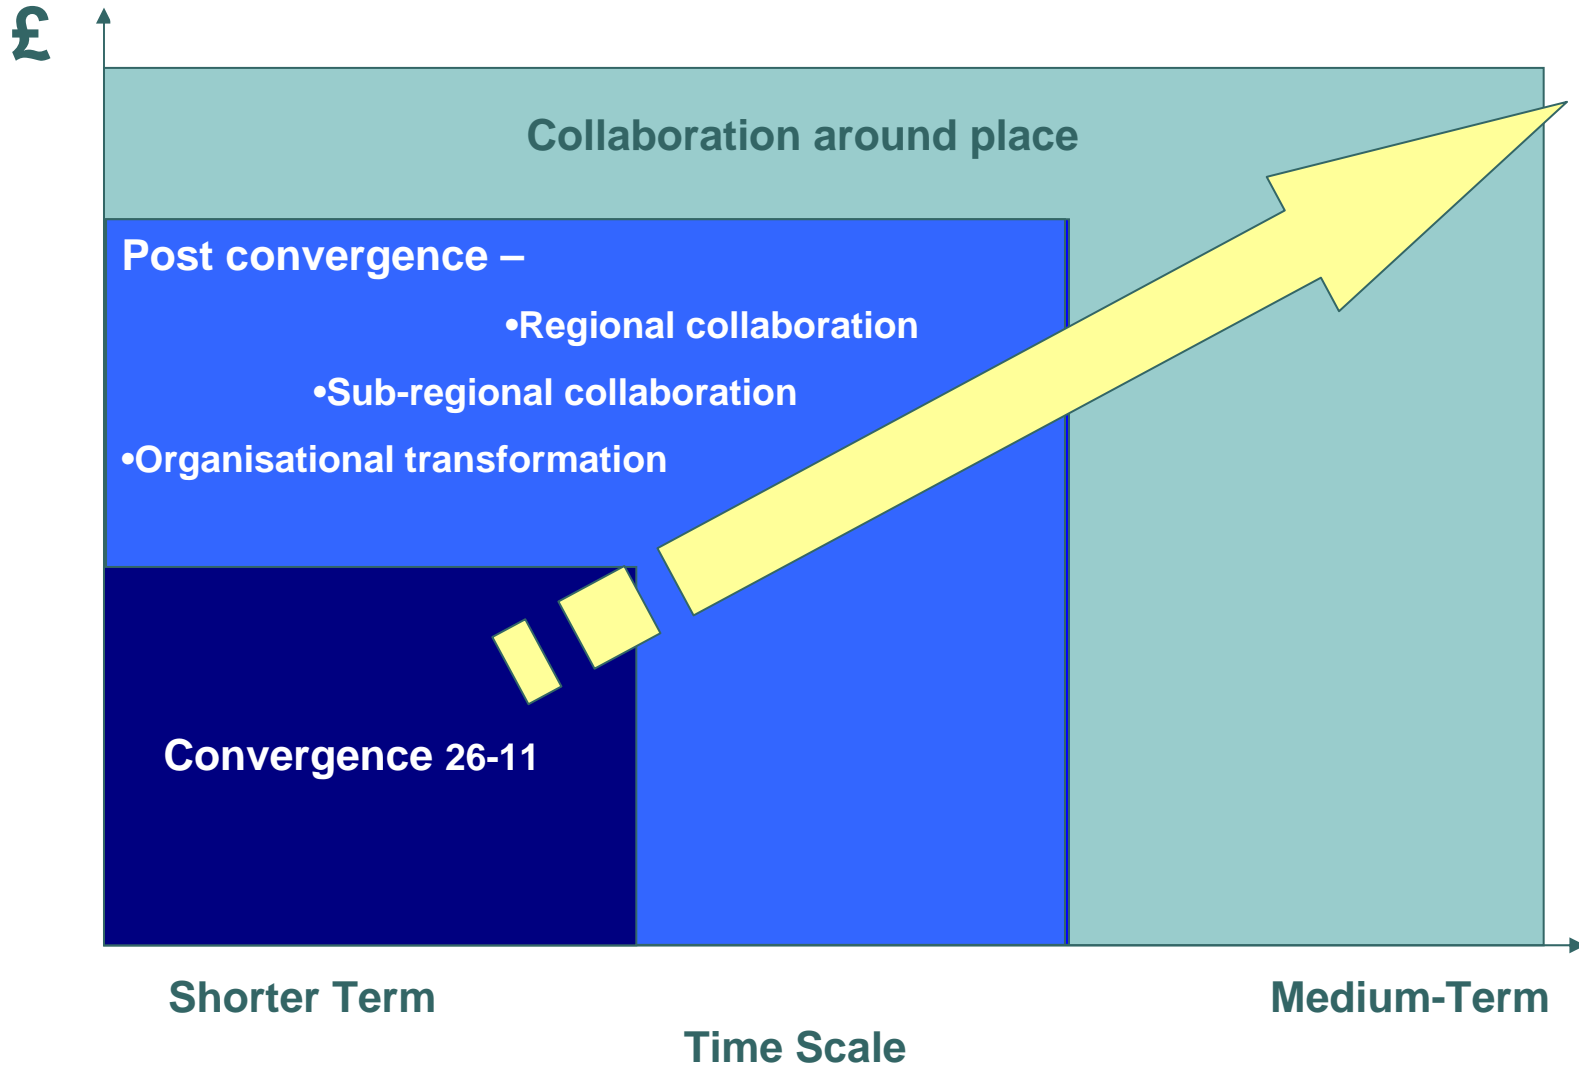 £
Collaboration around place
Post convergence –
•Regional collaboration
•Sub-regional collaboration
•Organisational transformation
Convergence 26-11
Shorter Term
Medium-Term
Time Scale